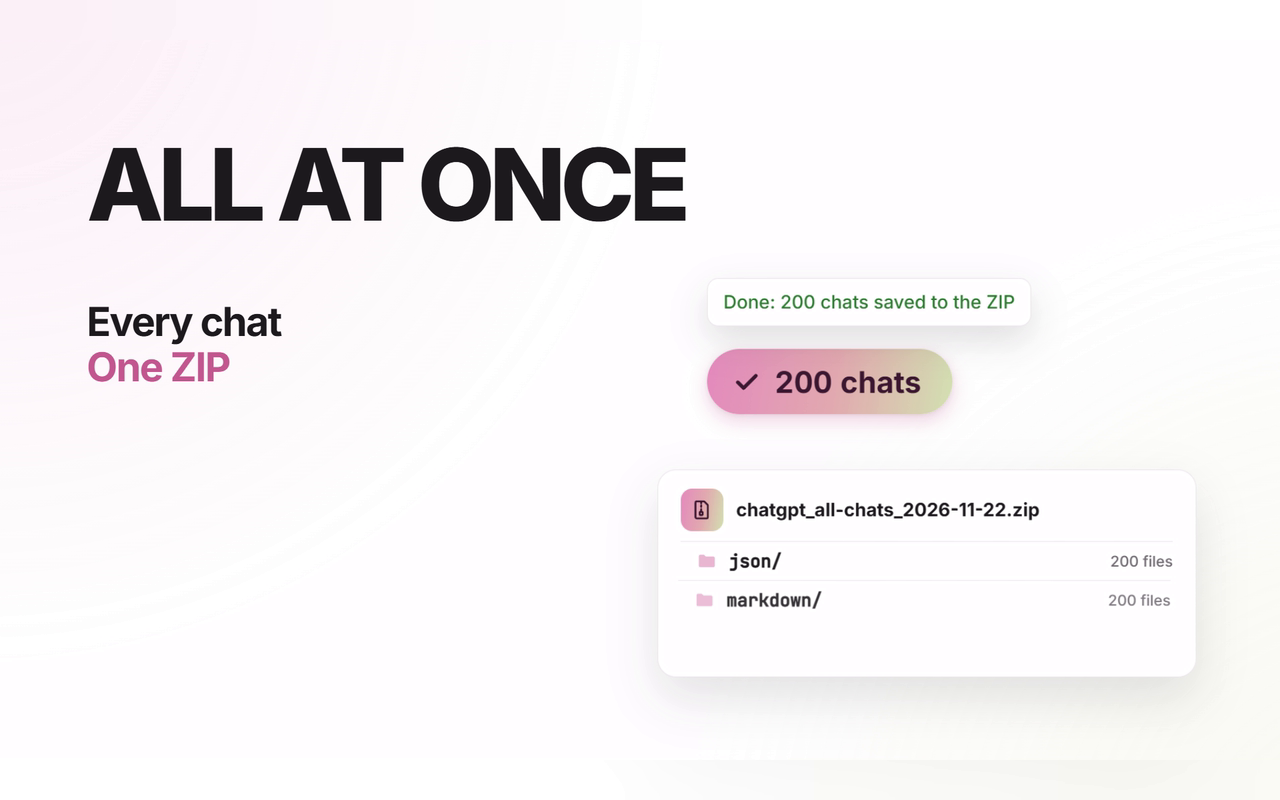 ALL AT ONCE
Every chat
One ZIP
Done: 200 chats saved to the ZIP
200 chats
chatgpt_all-chats_2026-11-22.zip
json/ 200 files
markdown/ 200 files